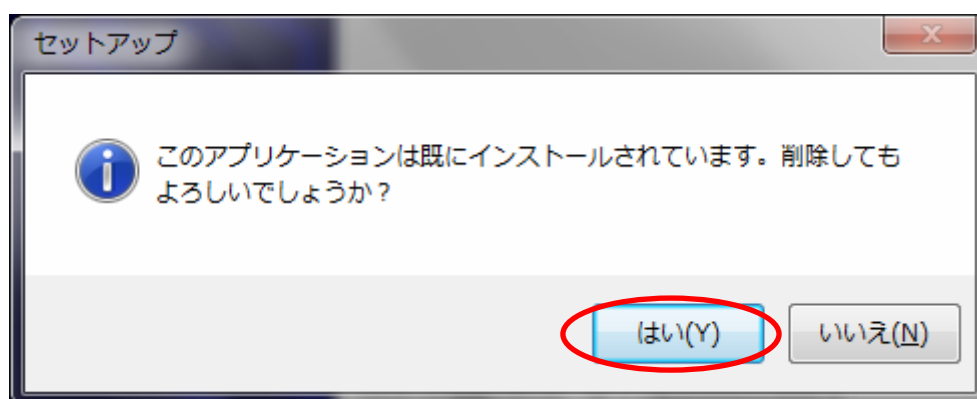 セットアップ
このアプリケーションは既にインストールされています。削除しても
よろしいでしょうか？
はい(Y)
いいえ(N)